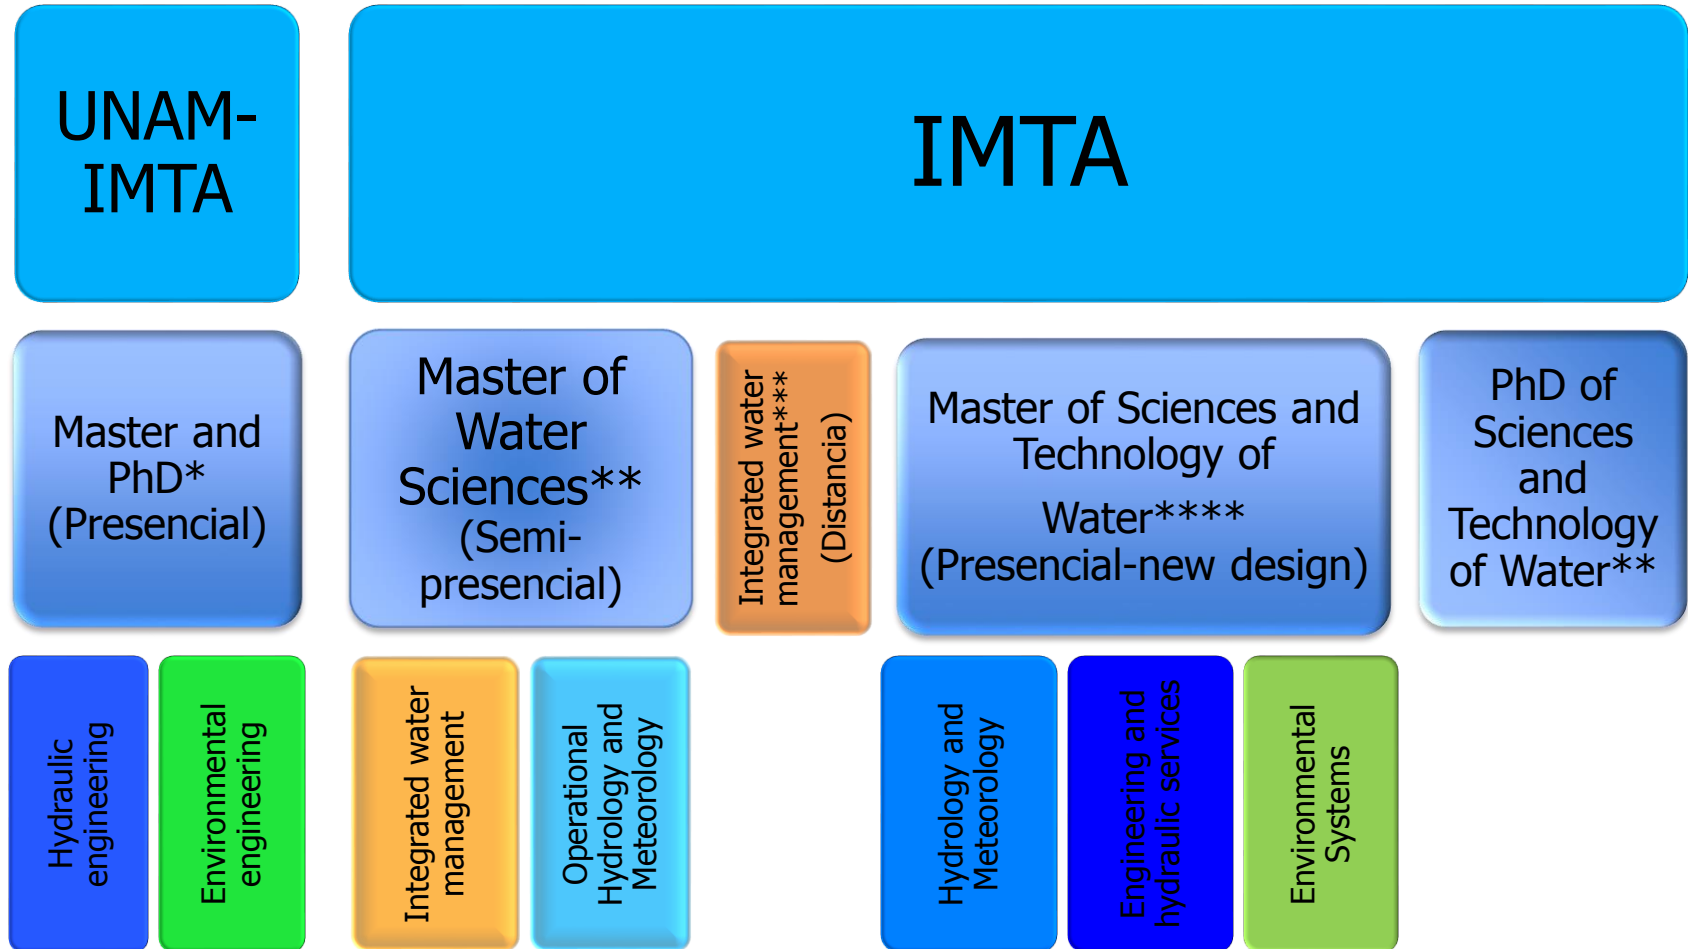 UNAM-
IMTA
IMTA
Master and
PhD*
(Presencial)
Master of
Water
Sciences**
(Semi-
presencial)
Integrated water
management***
(Distancia)
Master of Sciences and
Technology of
Water****
(Presencial-new design)
PhD of
Sciences
and
Technology
of Water**
Hydraulic
engineering
Environmental
engineering
Integrated water
management
Operational
Hydrology and
Meteorology
Hydrology and
Meteorology
Engineering and
hydraulic services
Environmental
Systems